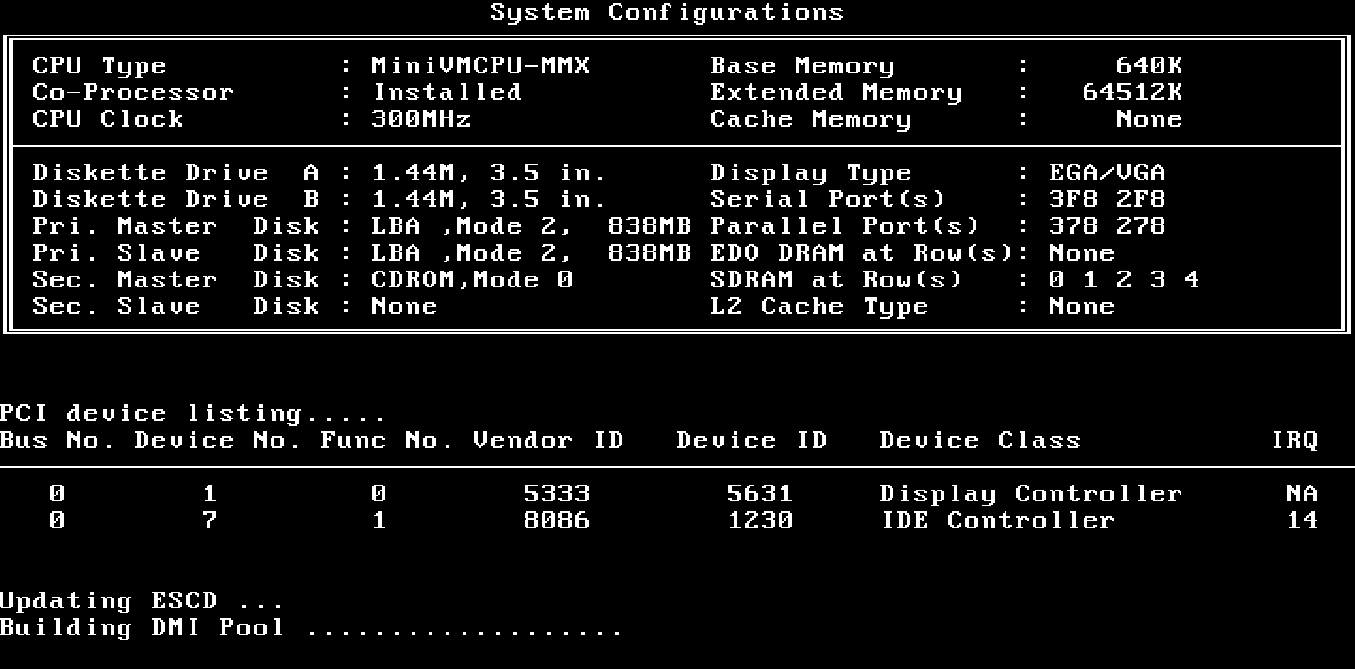 System Configurations
CPU Type : MiniVMCPU-MMX Base Memory : 640K
Co-Processor : Installed Extended Memory : 64512K
CPU Clock : 300MHz Cache Memory : None
Diskette Drive A : 1.44M, 3.5 in. Display Type : EGA/VGA
Diskette Drive B : 1.44M, 3.5 in. Serial Port(s) : 3F8 2F8
Pri. Master Disk : LBA ,Mode 2, 838MB Parallel Port(s) : 378 278
Pri. Slave Disk : LBA ,Mode 2, 838MB EDO DRAM at Row(s): None
Sec. Master Disk : CDROM,Mode 0 SDRAM at Row(s) : 0 1 2 3 4
Sec. Slave Disk : None L2 Cache Type : None
PCI device listing.....
Bus No. Device No. Func No. Vendor ID Device ID Device Class IRQ
0 1 0 5333 5631 Display Controller NA
0 7 1 8086 1230 IDE Controller 14
Updating ESCD ...
Building DMI Pool ...................